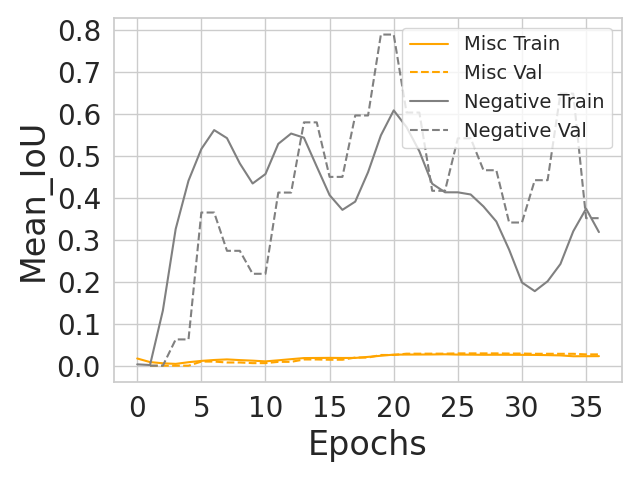 Mean_IoU
0.8
0.7
0.6
0.5
0.4
0.3
0.2
0.1
0.0
Misc Train
Misc Val
Negative Train
Negative Val
0 5 10 15 20 25 30 35
Epochs